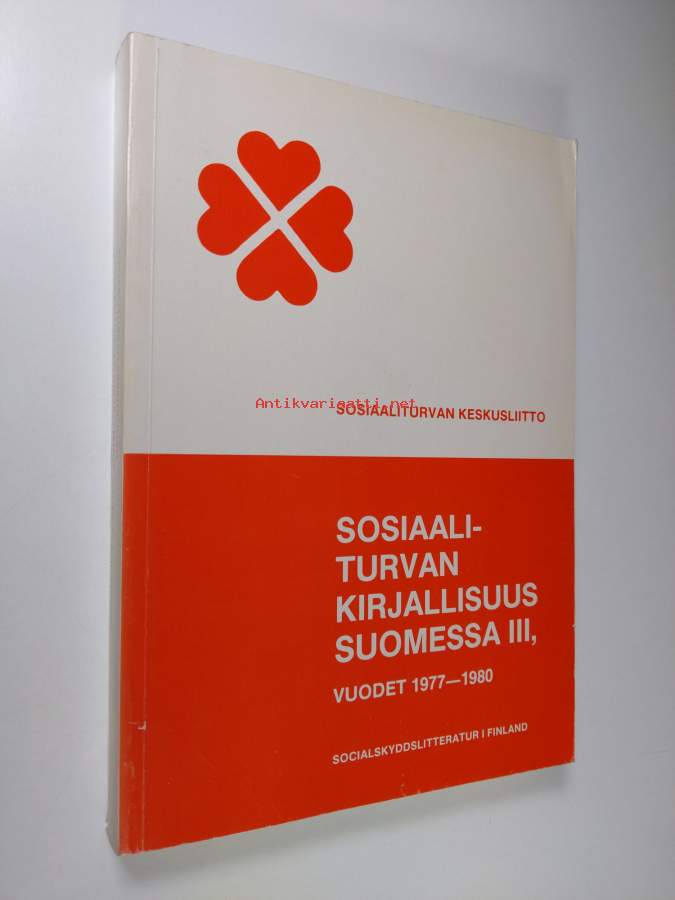 Antikvariaatti.net
SOSIAALITURVAN KESKUSLIITTO
SOSIAALI-
TURVAN
KIRJALLISUUS
SUOMESSA III,
VUODET 1977—1980
SOCIALSKYDDSLITTERATUR I FINLAND